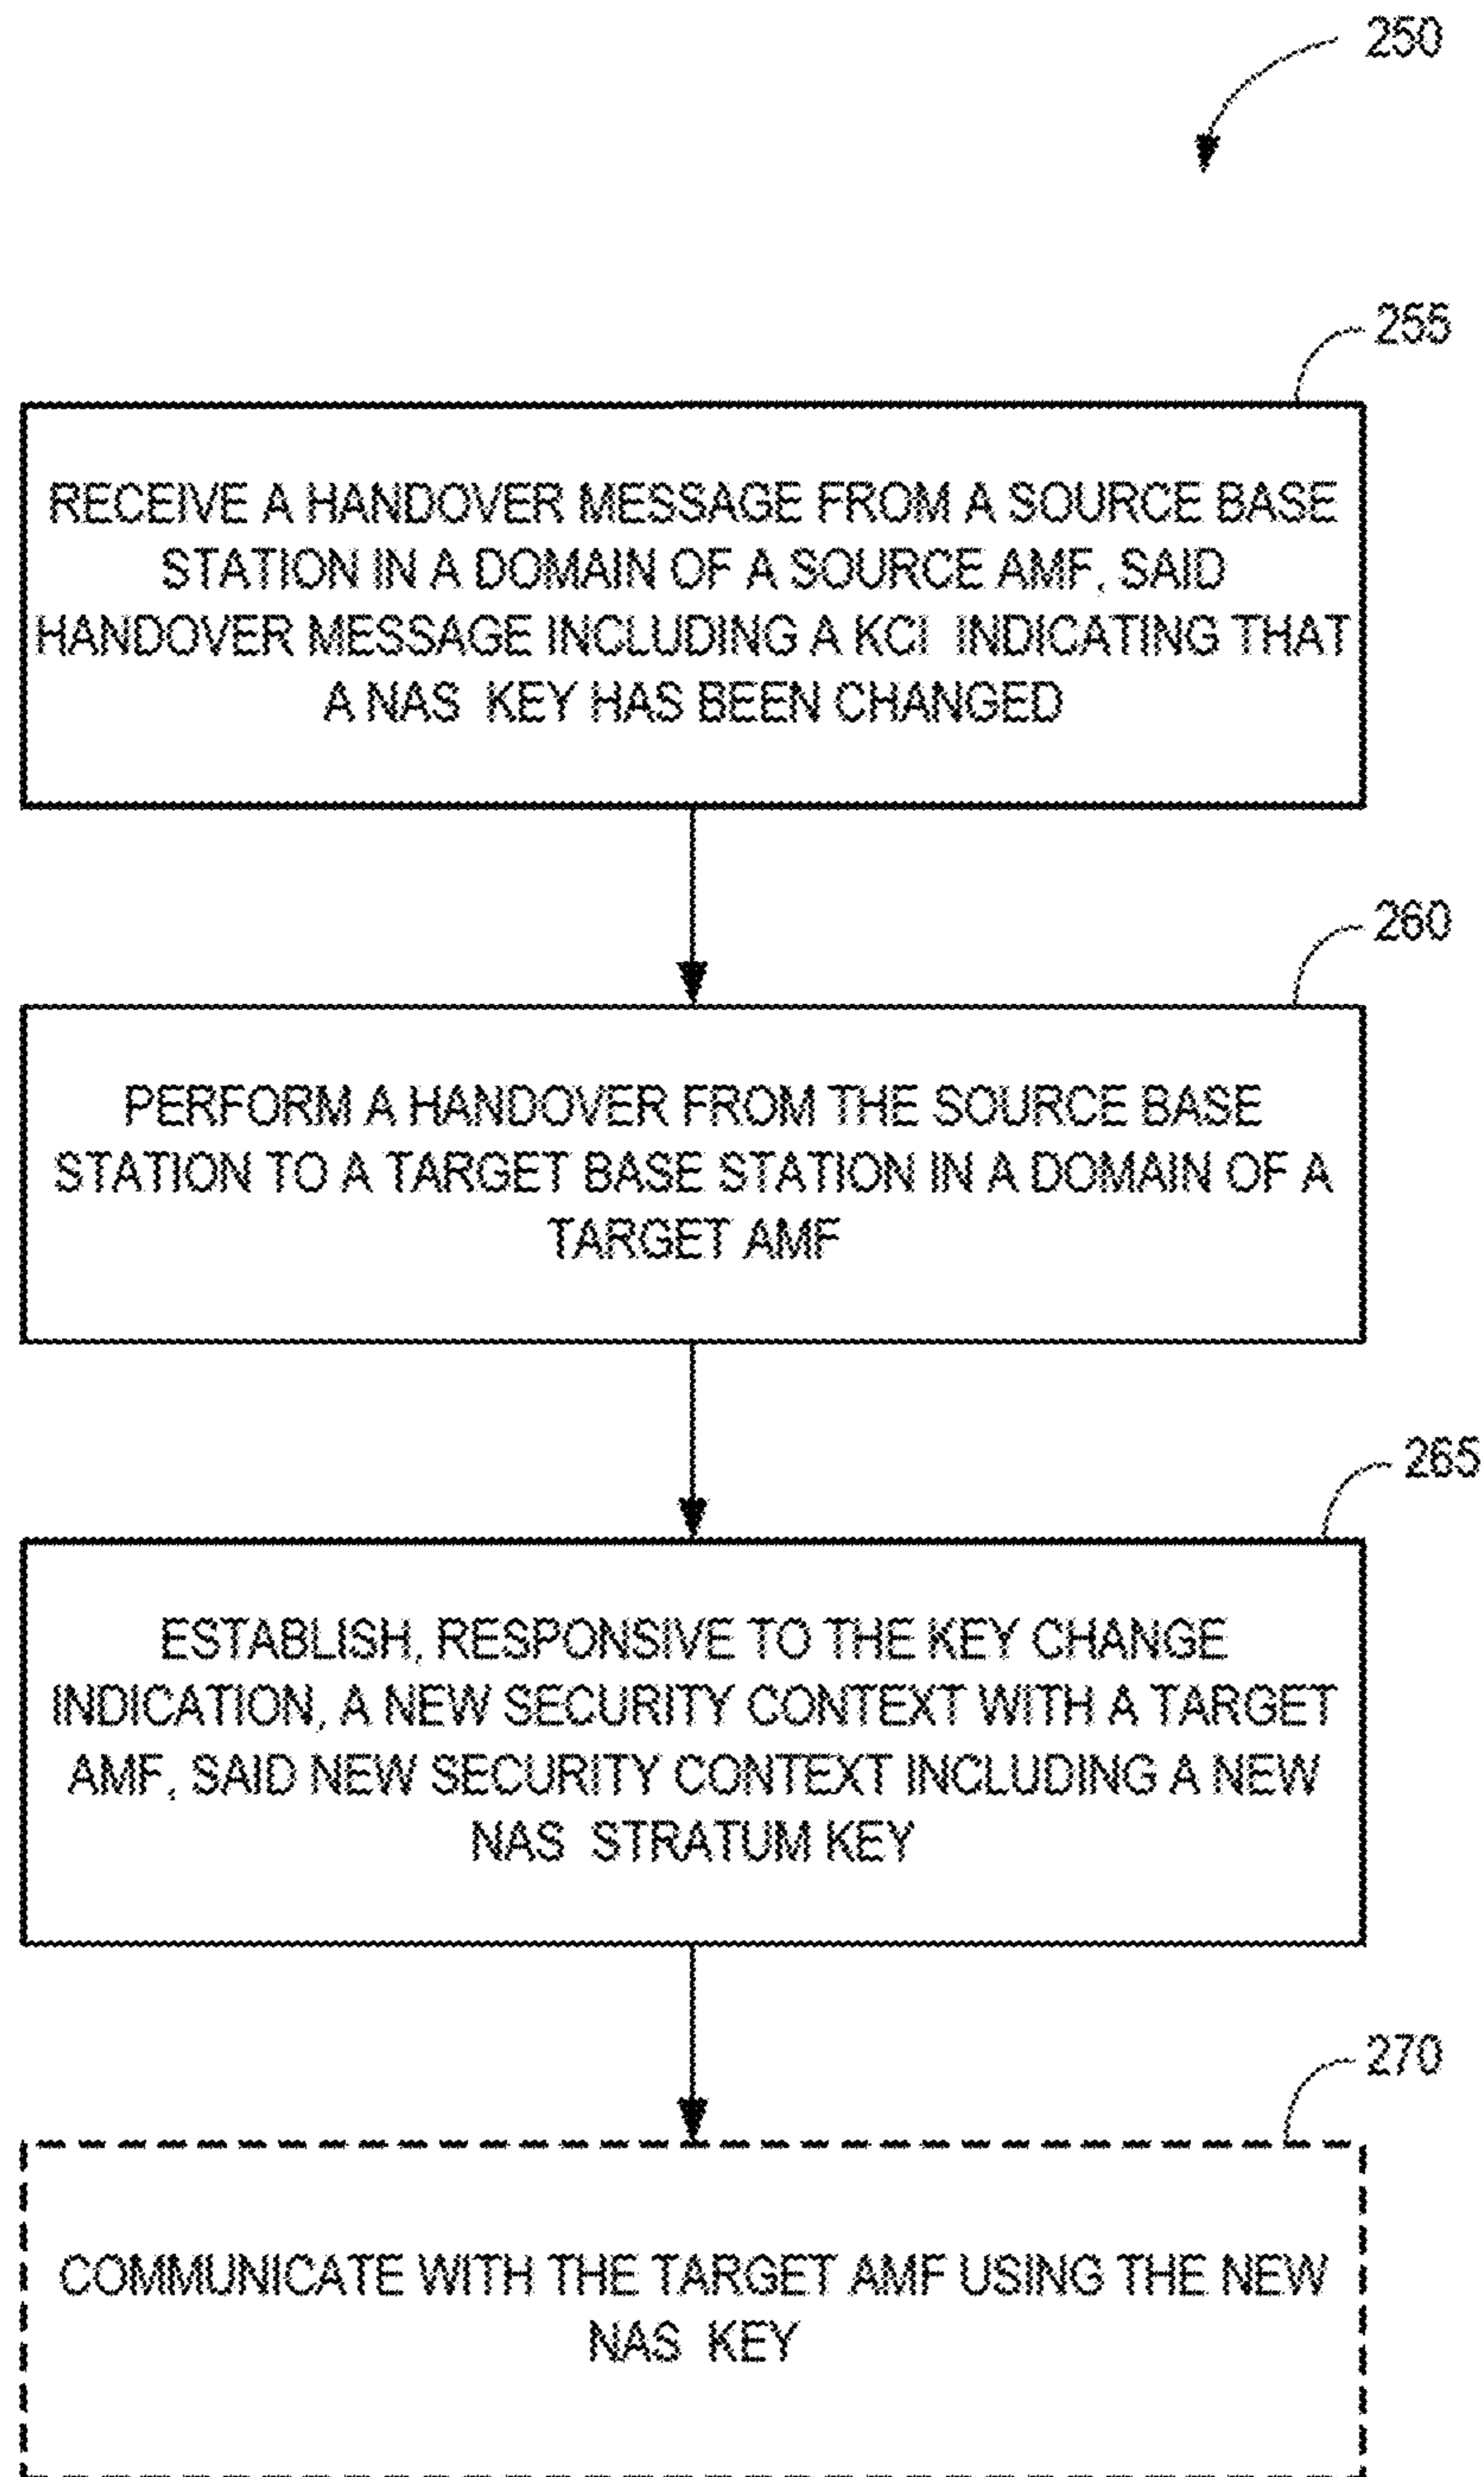 250
255
RECEIVE A HANDOVER MESSAGE FROM A SOURCE BASE
STATION IN A DOMAIN OF A SOURCE AMF, SAID
HANDOVER MESSAGE INCLUDING A KCI INDICATING THAT
A NAS KEY HAS BEEN CHANGED
260
PERFORM A HANDOVER FROM THE SOURCE BASE
STATION TO A TARGET BASE STATION IN A DOMAIN OF A
TARGET AMF
265
ESTABLISH, RESPONSIVE TO THE KEY CHANGE
INDICATION, A NEW SECURITY CONTEXT WITH A TARGET
AMF, SAID NEW SECURITY CONTEXT INCLUDING A NEW
NAS STRATUM KEY
270
COMMUNICATE WITH THE TARGET AMF USING THE NEW
NAS KEY